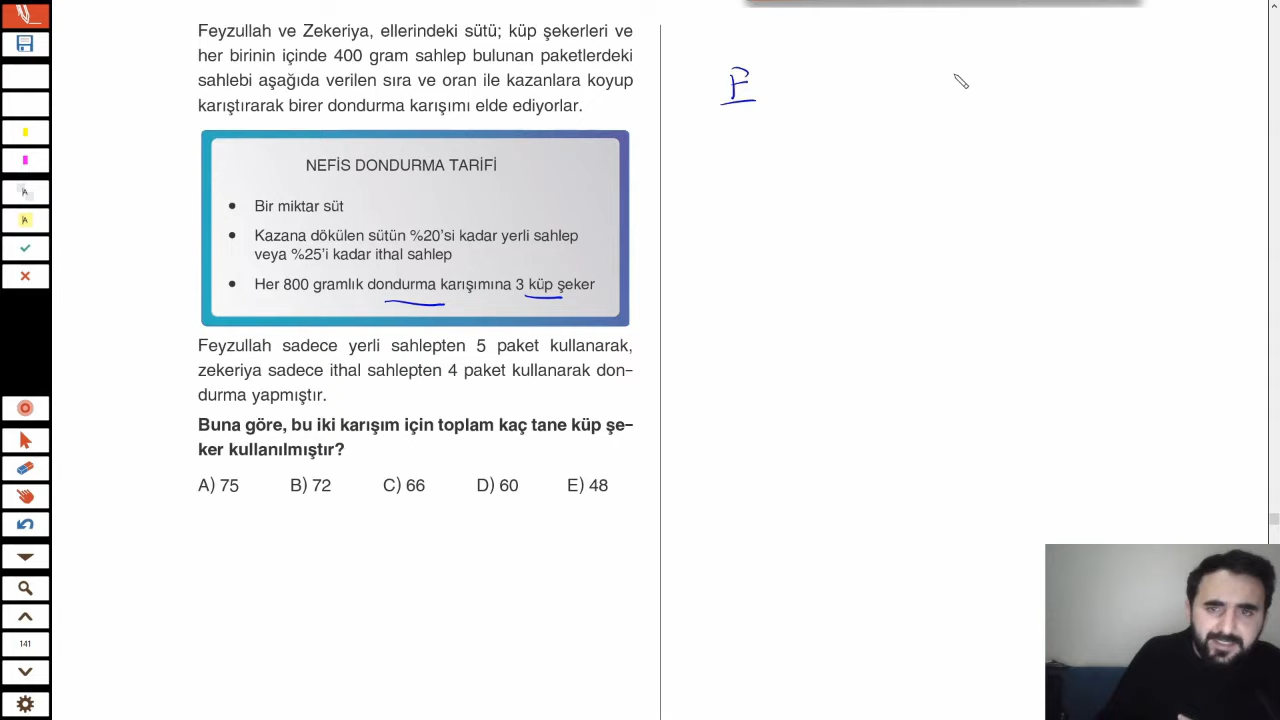 Feyzullah ve Zekeriya, ellerindeki sütü; küp şekerleri ve
her birinin içinde 400 gram sahlep bulunan paketlerdeki
sahlebi aşağıda verilen sıra ve oran ile kazanlara koyup
karıştırarak birer dondurma karışımı elde ediyorlar.
NEFİS DONDURMA TARİFİ
• Bir miktar süt
• Kazana dökülen sütün %20'si kadar yerli sahlep
veya %25'i kadar ithal sahlep
• Her 800 gramlık dondurma karışımına 3 küp şeker
Feyzullah sadece yerli sahlepten 5 paket kullanarak,
zekeriya sadece ithal sahlepten 4 paket kullanarak don-
durma yapmıştır.
Buna göre, bu iki karışım için toplam kaç tane küp şe-
ker kullanılmıştır?
A) 75 B) 72 C) 66 D) 60 E) 48
F
A
A
141